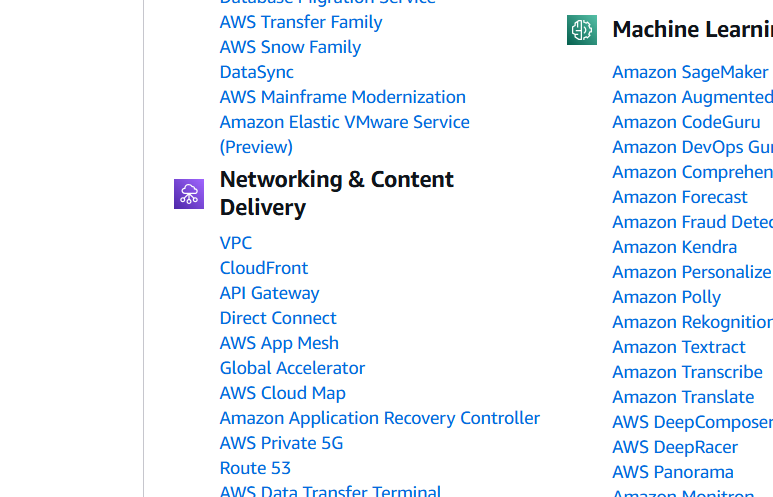 Database Migration Service
AWS Transfer Family
AWS Snow Family
DataSync
AWS Mainframe Modernization
Amazon Elastic VMware Service
(Preview)
Networking & Content
Delivery
VPC
CloudFront
API Gateway
Direct Connect
AWS App Mesh
Global Accelerator
AWS Cloud Map
Amazon Application Recovery Controller
AWS Private 5G
Route 53
AWS Data Transfer Terminal
Machine Learnin
Amazon SageMaker
Amazon Augmented
Amazon CodeGuru
Amazon DevOps Gur
Amazon Comprehen
Amazon Forecast
Amazon Fraud Detec
Amazon Kendra
Amazon Personalize
Amazon Polly
Amazon Rekognition
Amazon Textract
Amazon Transcribe
Amazon Translate
AWS DeepComposer
AWS DeepRacer
AWS Panorama
Amazon Monitron